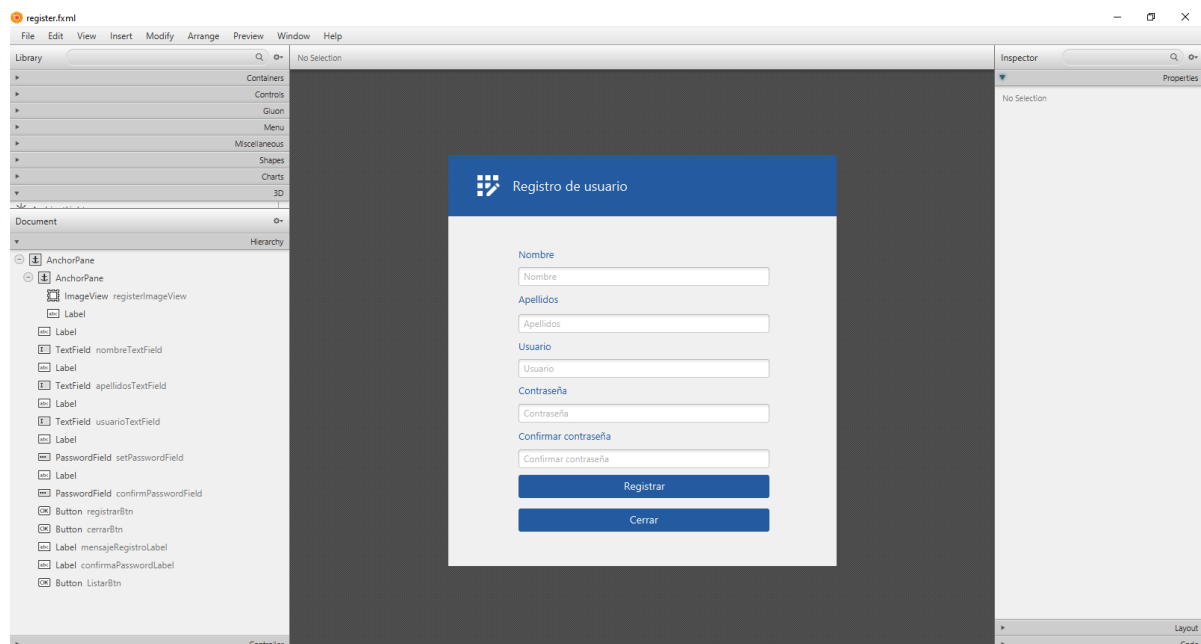 register.fxml
File Edit View Insert Modify Arrange Preview Window Help
Library
No Selection
Inspector
Containers
Properties
Controls
No Selection
Gluon
Menu
Miscellaneous
Shapes
Charts
3D
Document
Hierarchy
AnchorPane
AnchorPane
ImageView registerImageView
Label
Label
TextField nombreTextField
Label
TextField apellidosTextField
Label
TextField usuarioTextField
Label
PasswordField setPasswordField
Label
PasswordField confirmPasswordField
OK Button registrarBtn
OK Button cerrarBtn
Label mensajeRegistroLabel
Label confirmaPasswordLabel
OK Button ListarBtn
Registro de usuario
Nombre
Nombre
Apellidos
Apellidos
Usuario
Usuario
Contraseña
Contraseña
Confirmar contraseña
Confirmar contraseña
Registrar
Cerrar
Layout